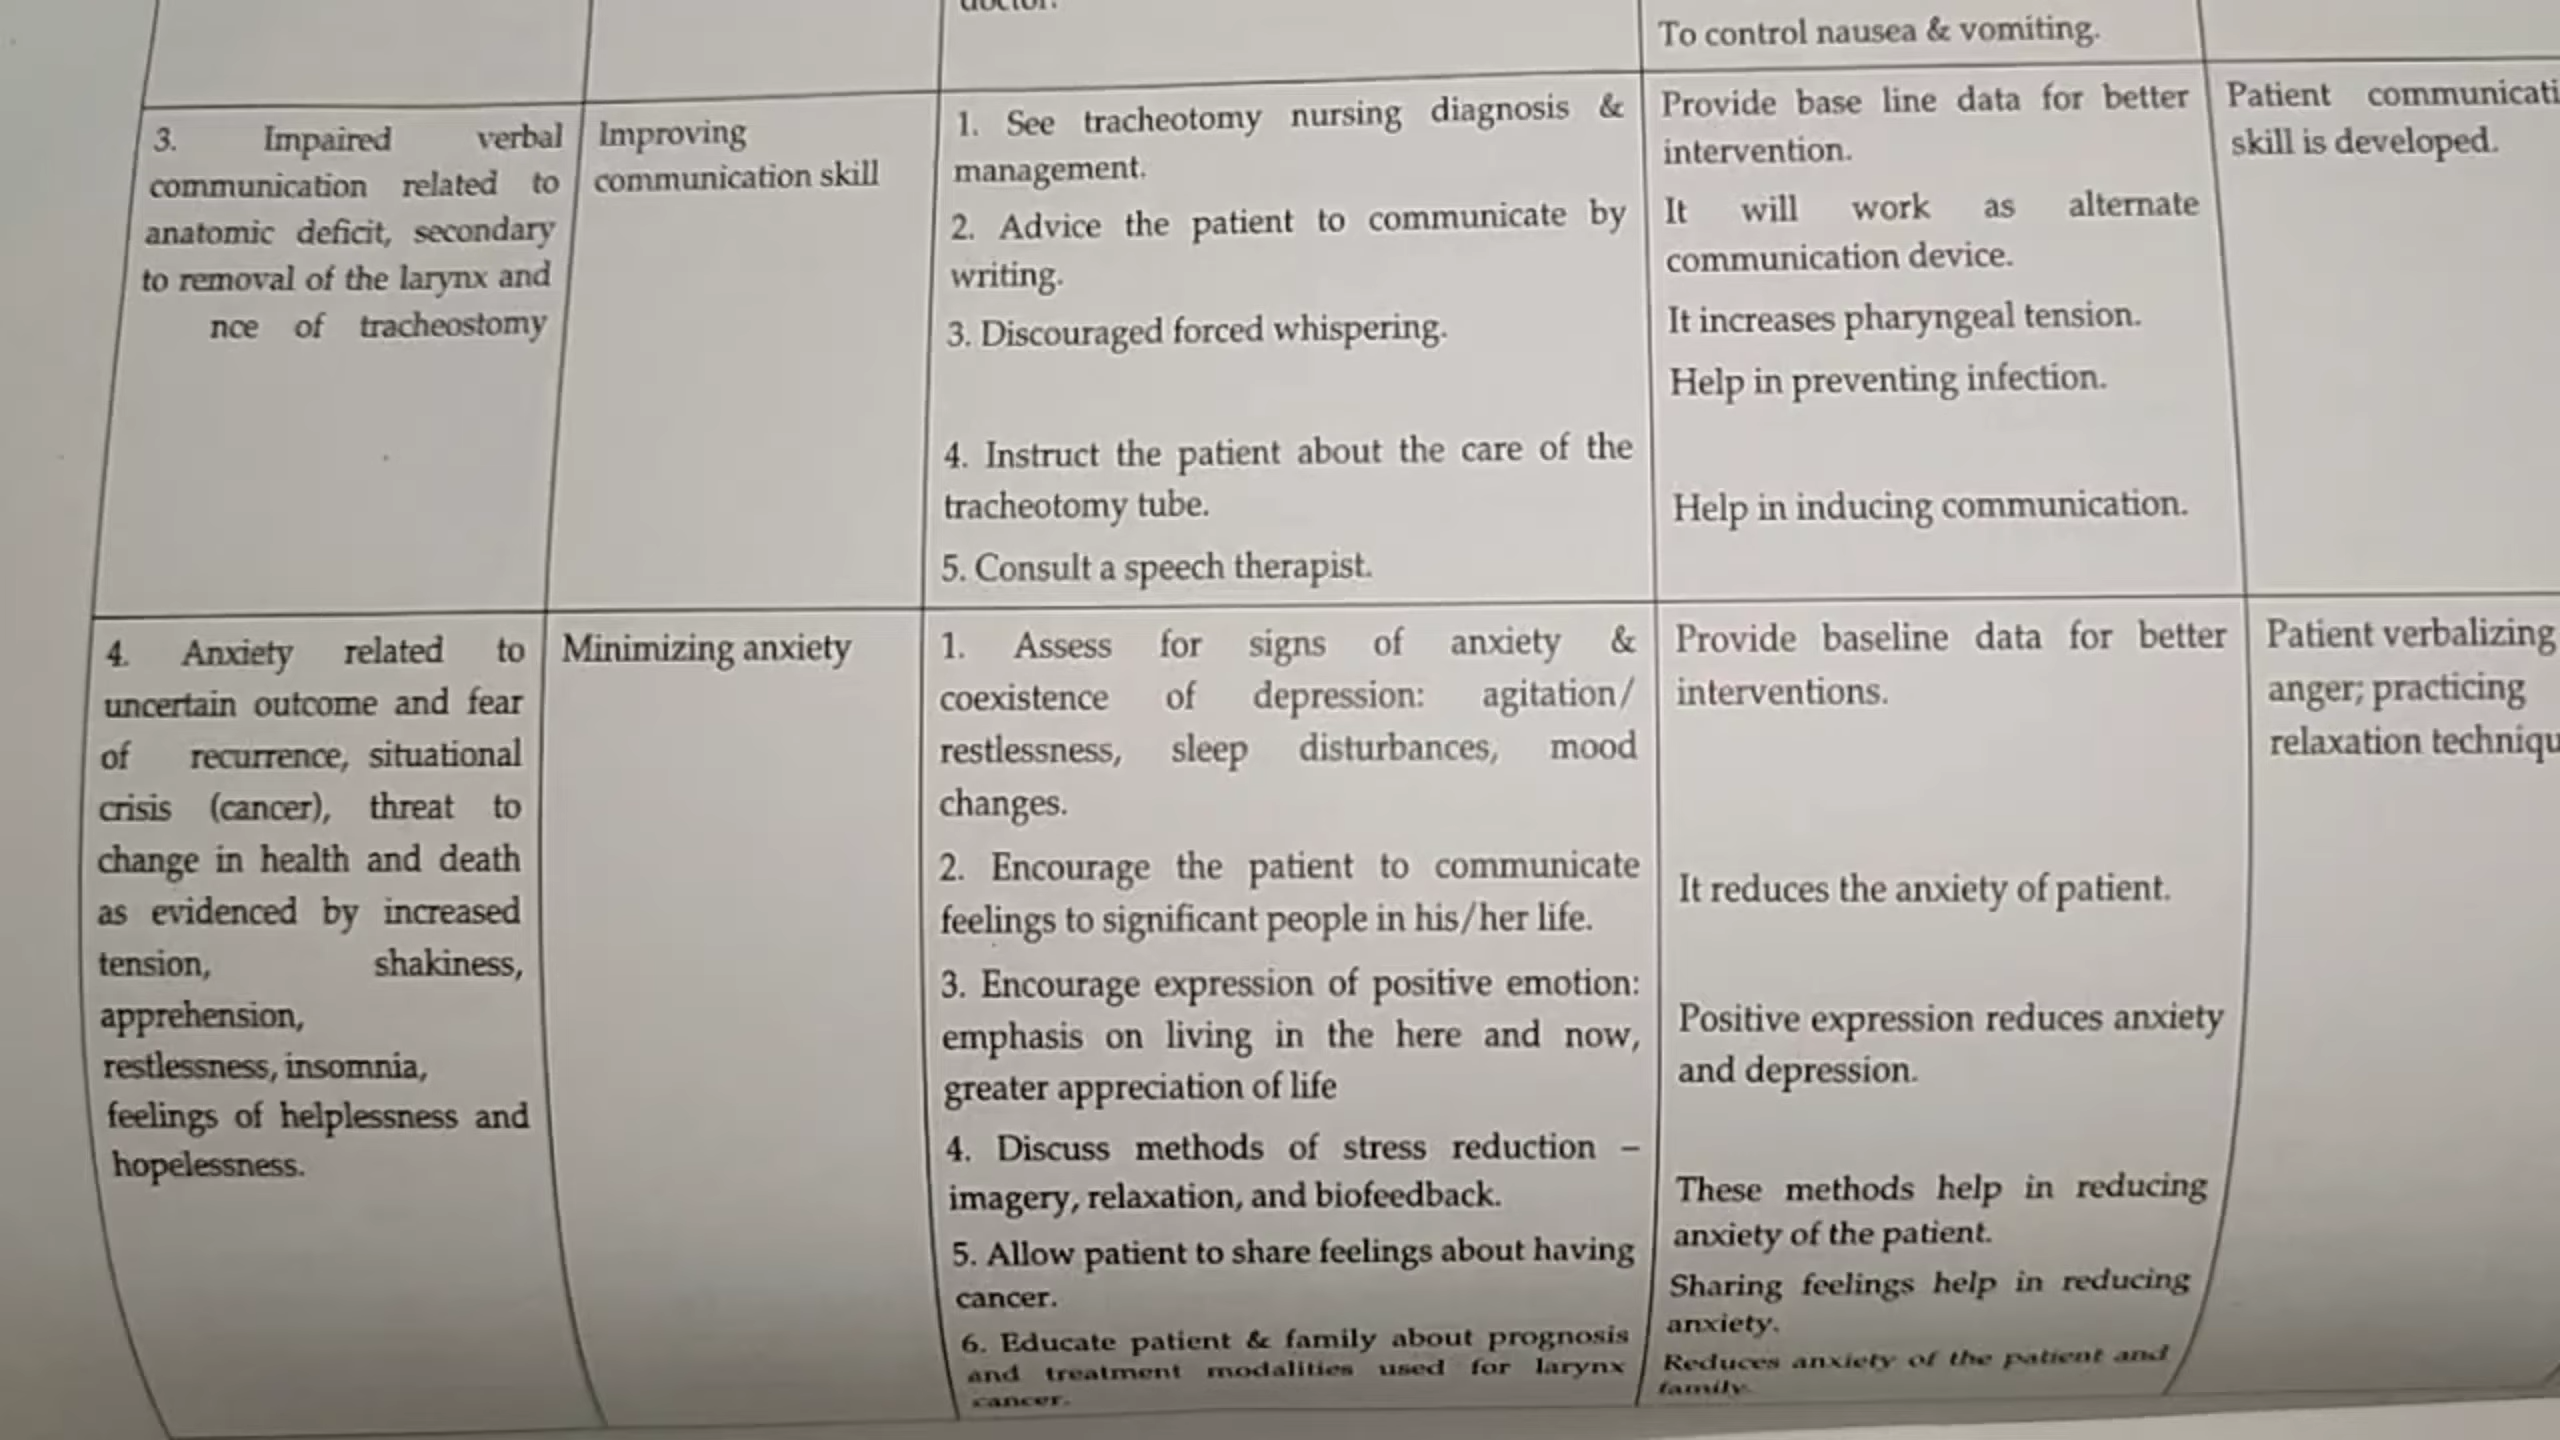 doctor.
To control nausea & vomiting.
3. Impaired verbal
communication related to
anatomic deficit, secondary
to removal of the larynx and
nce of tracheostomy
Improving
communication skill
1. See tracheotomy nursing diagnosis &
management.
2. Advice the patient to communicate by
writing.
3. Discouraged forced whispering.
4. Instruct the patient about the care of the
tracheotomy tube.
5. Consult a speech therapist.
Provide base line data for better
intervention.
It will work as alternate
communication device.
It increases pharyngeal tension.
Help in preventing infection.
Help in inducing communication.
Patient communicati
skill is developed.
4. Anxiety related to
uncertain outcome and fear
of recurrence, situational
crisis (cancer), threat to
change in health and death
as evidenced by increased
tension, shakiness,
apprehension,
restlessness, insomnia,
feelings of helplessness and
hopelessness.
Minimizing anxiety
1. Assess for signs of anxiety &
coexistence of depression: agitation/
restlessness, sleep disturbances, mood
changes.
2. Encourage the patient to communicate
feelings to significant people in his/her life.
3. Encourage expression of positive emotion:
emphasis on living in the here and now,
greater appreciation of life
4. Discuss methods of stress reduction –
imagery, relaxation, and biofeedback.
5. Allow patient to share feelings about having
cancer.
6. Educate patient & family about prognosis
and treatment modalities used for larynx
cancer.
Provide baseline data for better
interventions.
It reduces the anxiety of patient.
Positive expression reduces anxiety
and depression.
These methods help in reducing
anxiety of the patient.
Sharing feelings help in reducing
anxiety.
Reduces anxiety of the patient and
family.
Patient verbalizing
anger; practicing
relaxation techniqu